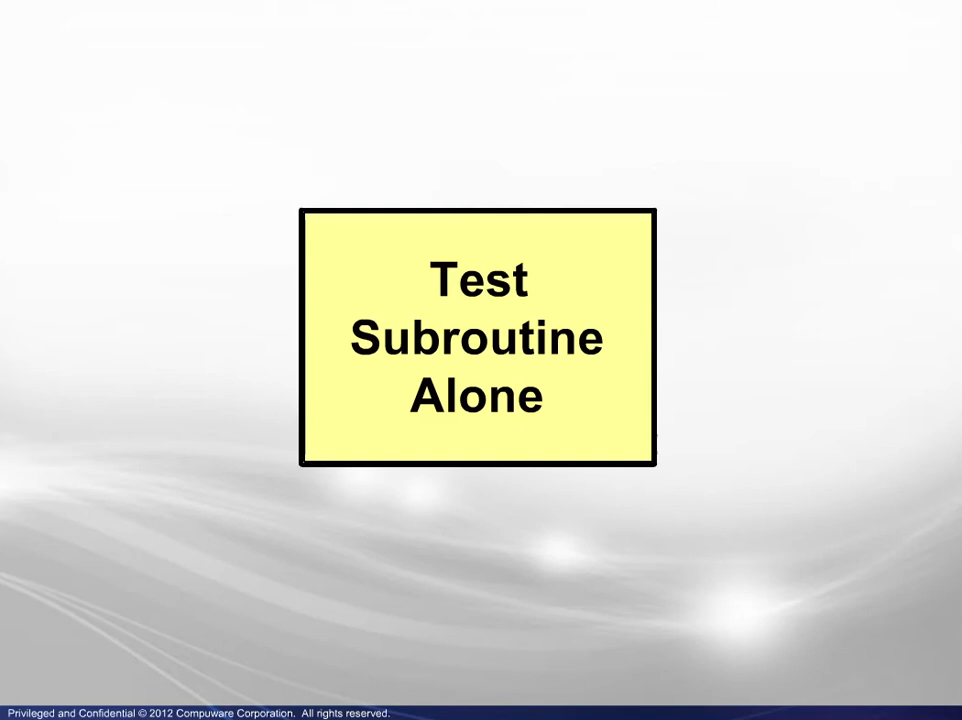 Test
Subroutine
Alone
Privileged and Confidential © 2012 Compuware Corporation. All rights reserved.